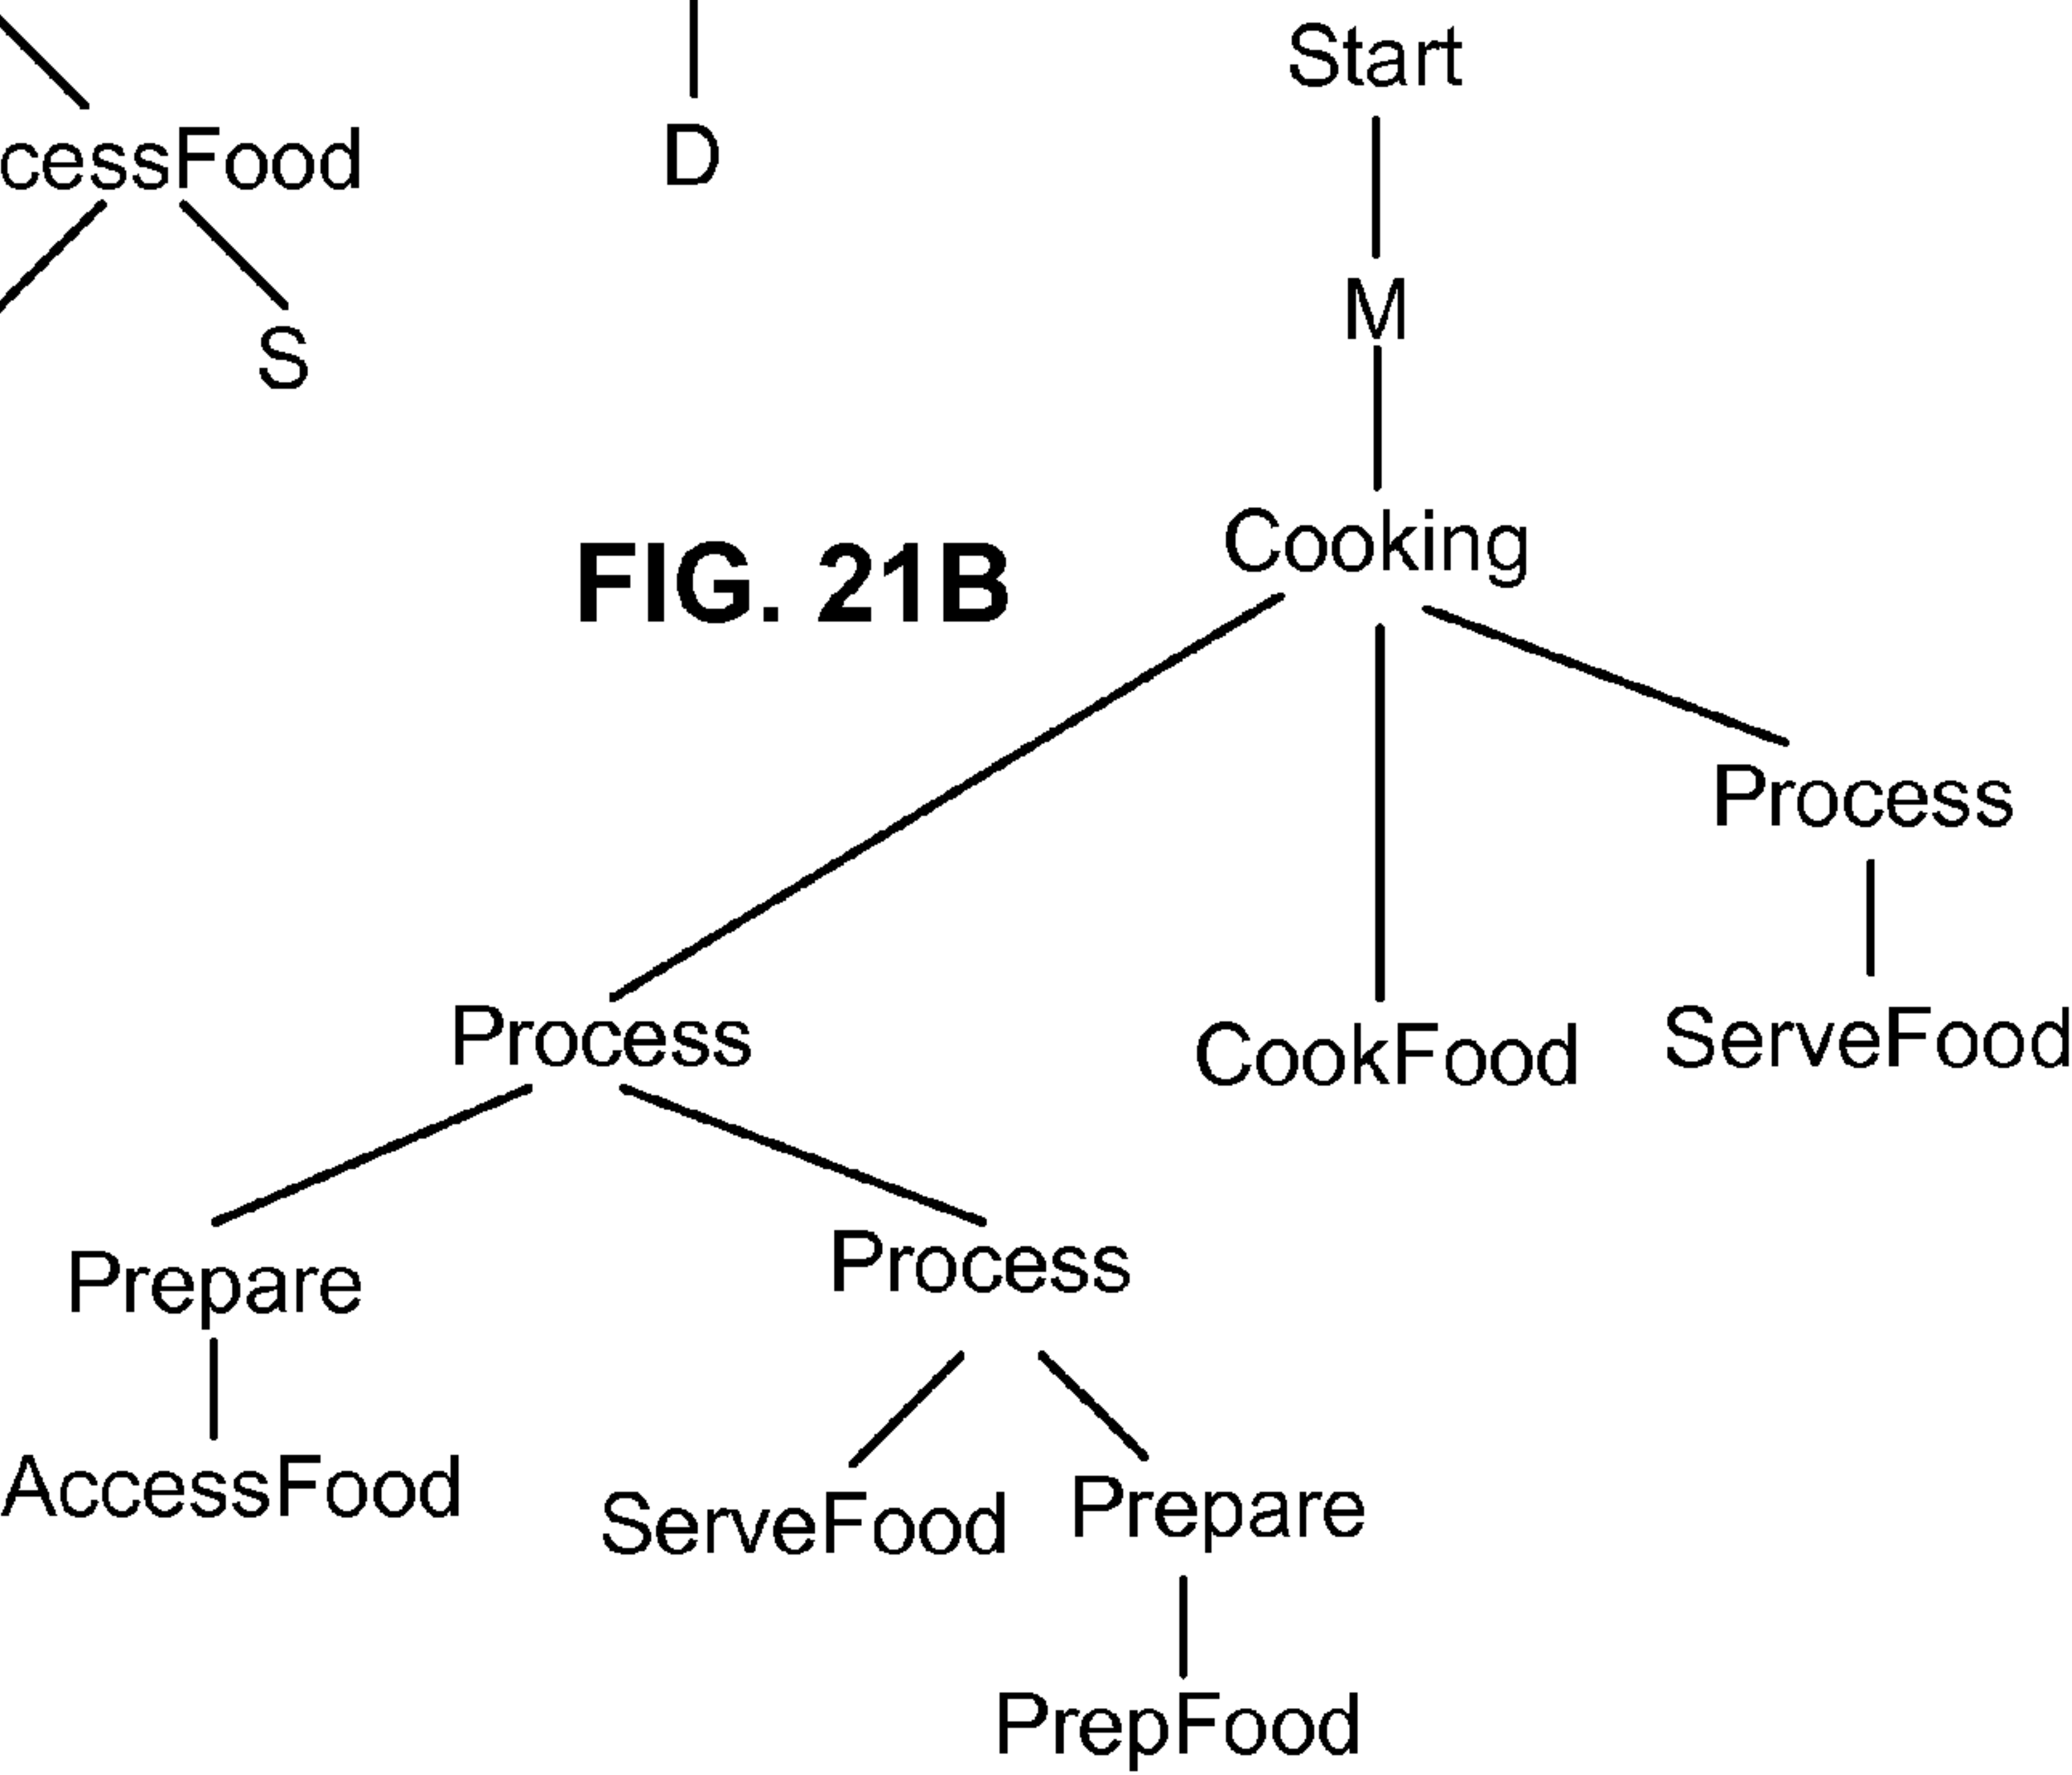 Start
cessFood
D
M
S
Cooking
FIG. 21B
Process
Process
CookFood
ServeFood
Prepare
Process
AccessFood
ServeFood
Prepare
PrepFood